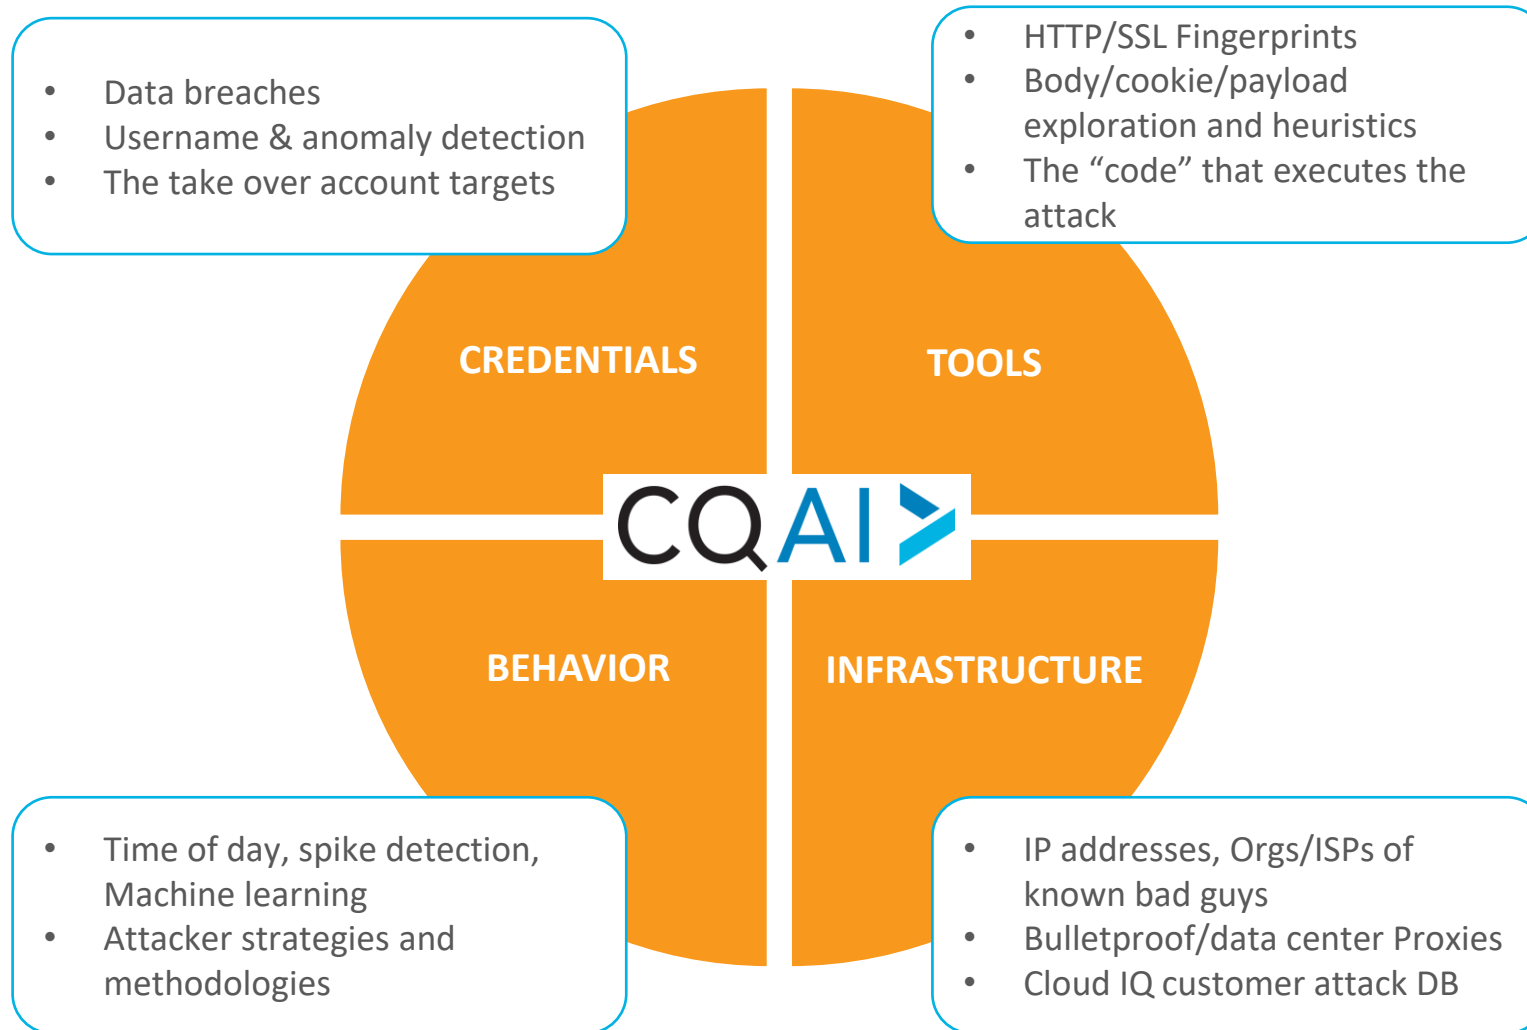 • Data breaches
• Username & anomaly detection
• The take over account targets
• HTTP/SSL Fingerprints
• Body/cookie/payload
exploration and heuristics
• The “code” that executes the
attack
CREDENTIALS
TOOLS
CQAI
BEHAVIOR
INFRASTRUCTURE
• Time of day, spike detection,
Machine learning
• Attacker strategies and
methodologies
• IP addresses, Orgs/ISPs of
known bad guys
• Bulletproof/data center Proxies
• Cloud IQ customer attack DB